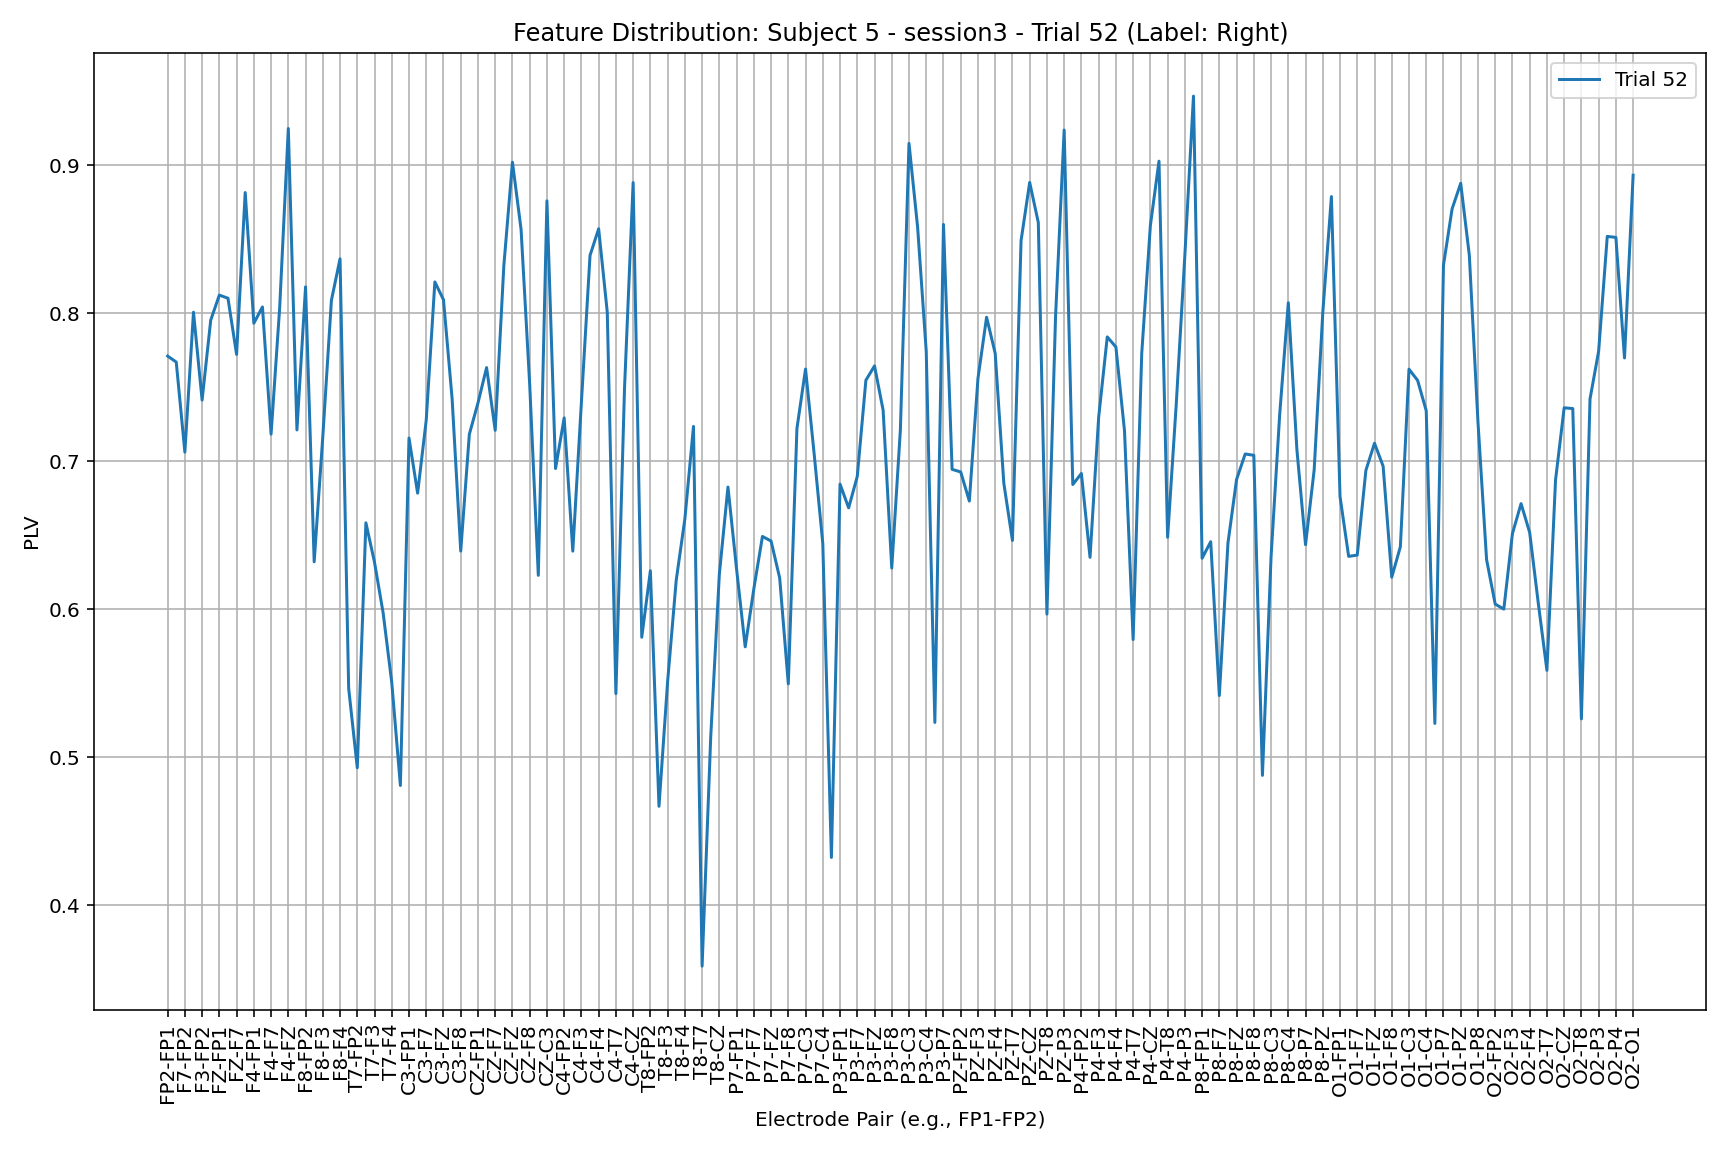 Feature Distribution: Subject 5 - session3 - Trial 52 (Label: Right)
Trial 52
PLV
0.9
0.8
0.7
0.6
0.5
0.4
FP2-FP1
F7-FP2
F3-FP2
FZ-FP1
FZ-F7
F4-FP1
F4-F7
F4-FZ
F8-FP2
F8-F3
F8-F4
T7-FP2
T7-F3
T7-F4
C3-FP1
C3-F7
C3-FZ
C3-F8
CZ-FP1
CZ-F7
CZ-FZ
CZ-F8
CZ-C3
C4-FP2
C4-F3
C4-F4
C4-T7
C4-CZ
T8-FP2
T8-F3
T8-F4
T8-T7
T8-CZ
P7-FP1
P7-F7
P7-FZ
P7-F8
P7-C3
P7-C4
P3-FP1
P3-F7
P3-FZ
P3-F8
P3-C3
P3-C4
P3-P7
PZ-FP2
PZ-F3
PZ-F4
PZ-T7
PZ-CZ
PZ-T8
PZ-P3
P4-FP2
P4-F3
P4-F4
P4-T7
P4-CZ
P4-T8
P4-P3
P8-FP1
P8-F7
P8-FZ
P8-F8
P8-C3
P8-C4
P8-P7
P8-PZ
O1-FP1
O1-F7
O1-FZ
O1-F8
O1-C3
O1-C4
O1-P7
O1-PZ
O1-P8
O2-FP2
O2-F3
O2-F4
O2-T7
O2-CZ
O2-T8
O2-P3
O2-P4
O2-O1
Electrode Pair (e.g., FP1-FP2)